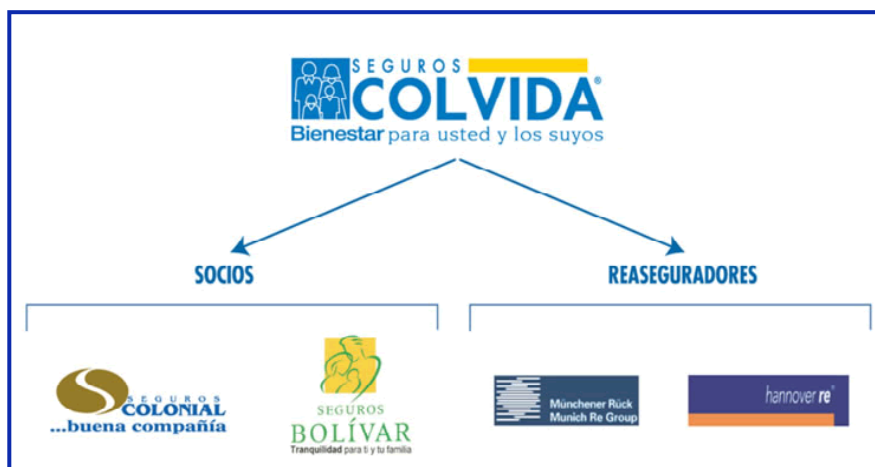 SEGUROS
COLVIDA®
Bienestar para usted y los suyos
SOCIOS
REASEGURADORES
SEGUROS
COLONIAL
...buena compañía
SEGUROS
BOLÍVAR
Tranquilidad para ti y tu familia
Münchener Rück
Munich Re Group
hannover re®